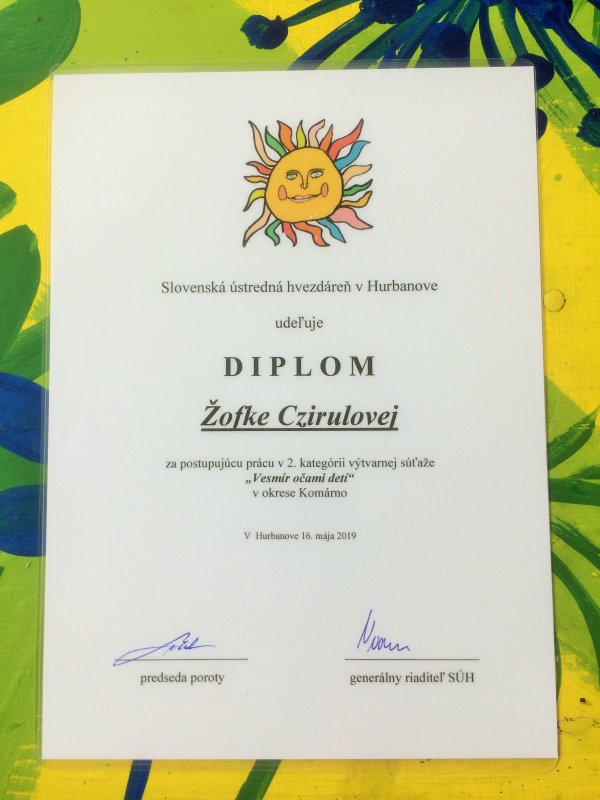 Slovenská ústredná hvezdáreň v Hurbanove
udeľuje
DIPLOM
Žofke Czirulovej
za postupujúcu prácu v 2. kategórii výtvarnej súťaže
„Vesmír očami detí“
v okrese Komárno
V Hurbanove 16. mája 2019
predseda poroty
generálny riaditeľ SÚH